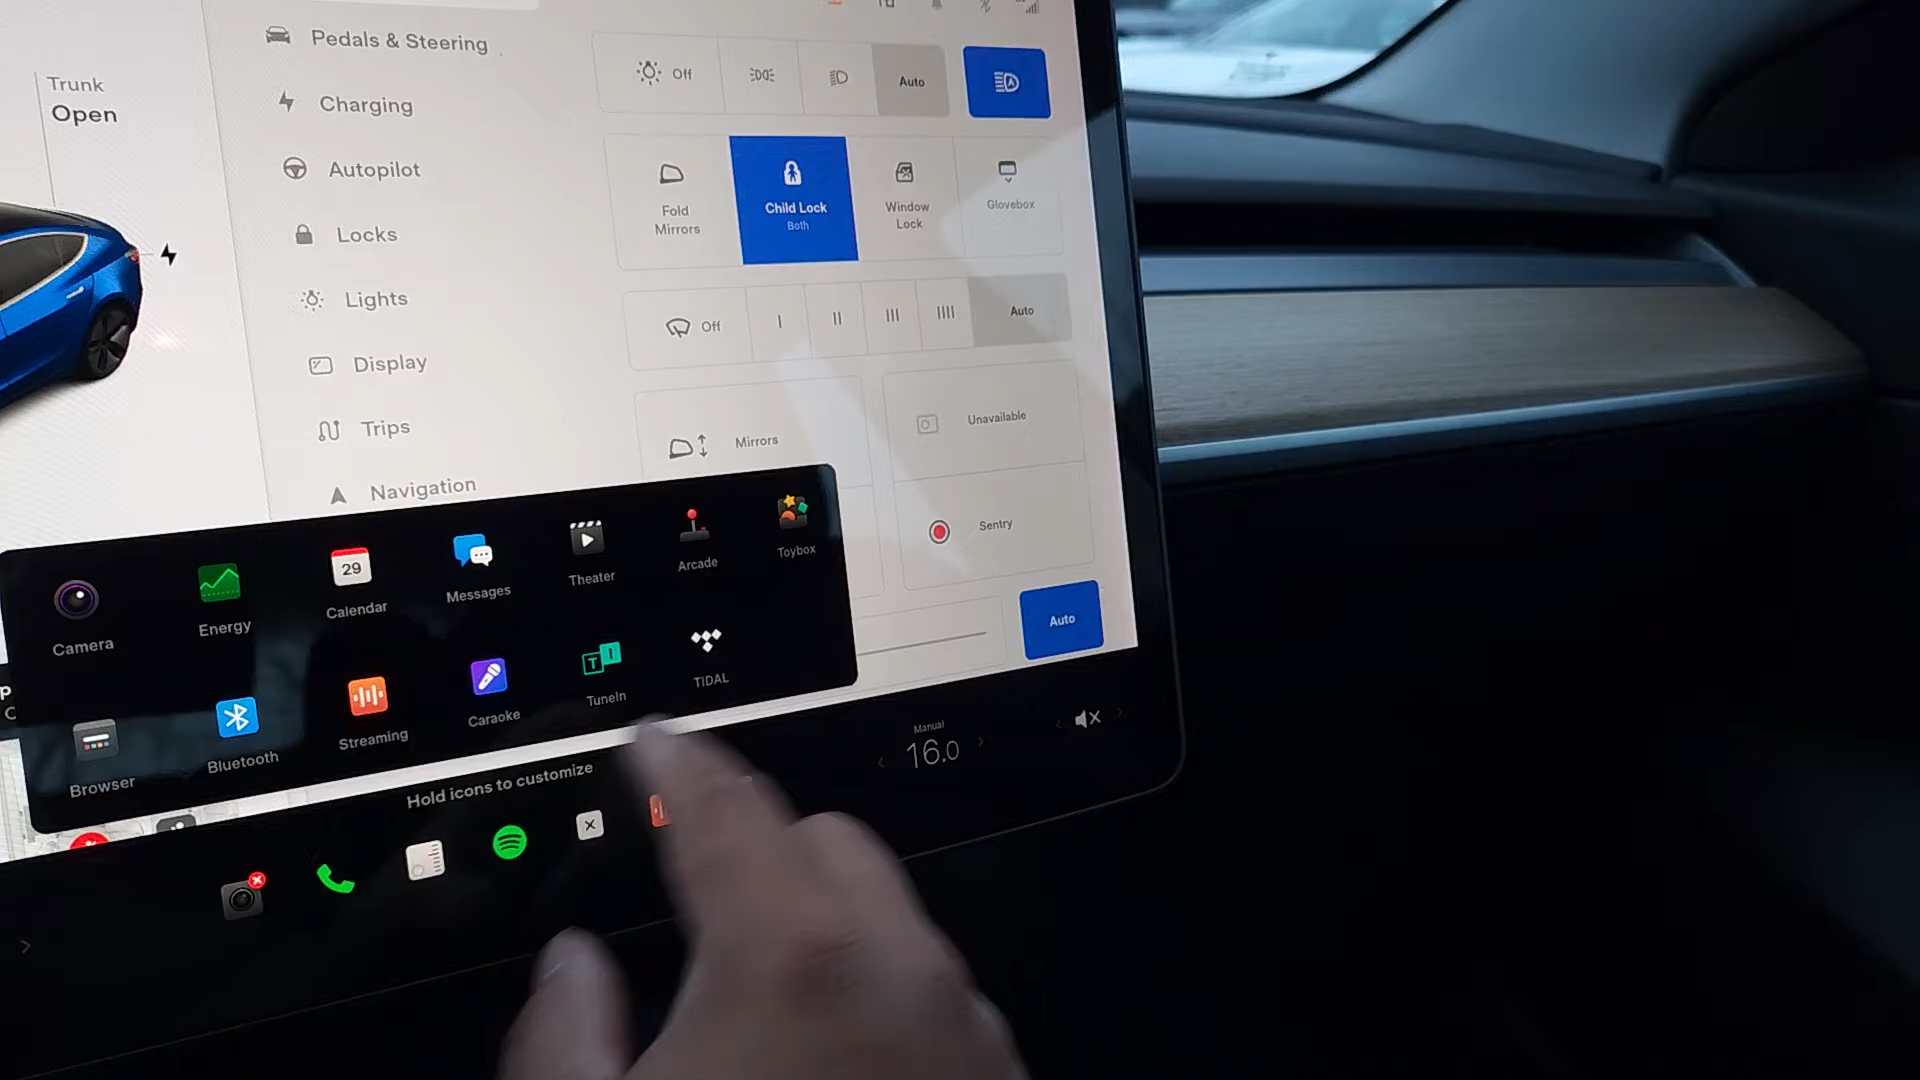 Trunk
Open
Pedals & Steering
Charging
Autopilot
Locks
Lights
Display
Trips
Navigation
Off
Auto
Fold
Mirrors
Child Lock
Both
Window
Lock
Glovebox
Off
I
II
III
IIII
Auto
Mirrors
Unavailable
Sentry
Auto
Camera
Energy
29
Calendar
Messages
Theater
Arcade
Toybox
Browser
Bluetooth
Streaming
Caraoke
TuneIn
TIDAL
Hold icons to customize
Manual
16.0